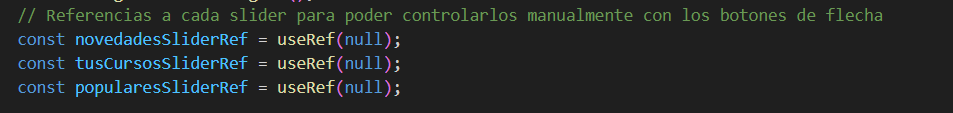 // Referencias a cada slider para poder controlarlos manualmente con los botones de flecha
const novedadesSliderRef = useRef(null);
const tusCursosSliderRef = useRef(null);
const popularesSliderRef = useRef(null);